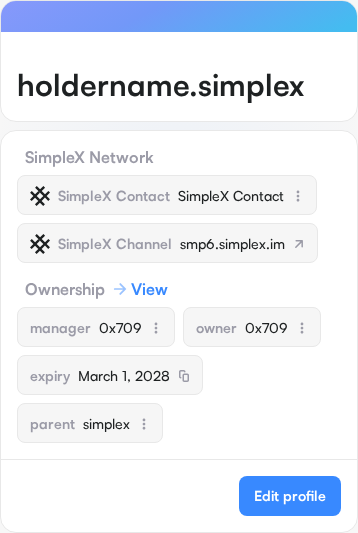 holdername.simplex
SimpleX Network
SimpleX Contact SimpleX Contact
SimpleX Channel smp6.simplex.im
Ownership → View
manager 0x709 owner 0x709
expiry March 1, 2028
parent simplex
Edit profile